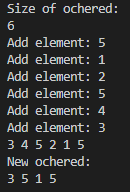 Size of ochered:
6
Add element: 5
Add element: 1
Add element: 2
Add element: 5
Add element: 4
Add element: 3
3 4 5 2 1 5
New ochered:
3 5 1 5